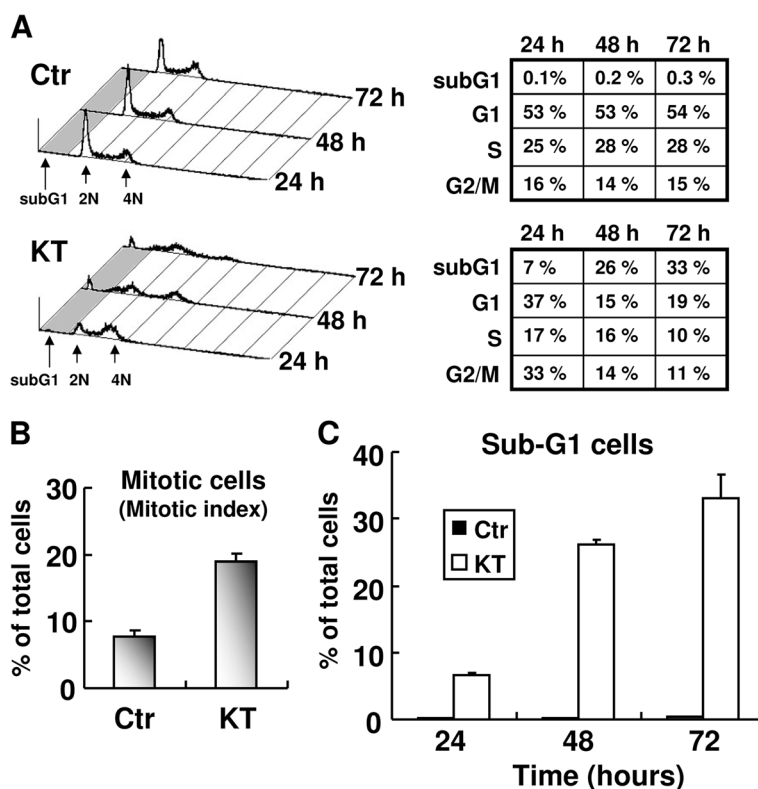 A
Ctr
72 h
48 h
24 h
subG1 2N 4N
24 h 48 h 72 h
subG1 0.1% 0.2 % 0.3 %
G1 53 % 53 % 54 %
S 25 % 28 % 28 %
G2/M 16 % 14 % 15 %
KT
72 h
48 h
24 h
subG1 2N 4N
24 h 48 h 72 h
subG1 7 % 26 % 33 %
G1 37 % 15 % 19 %
S 17 % 16 % 10 %
G2/M 33 % 14 % 11 %
B
Mitotic cells
(Mitotic index)
% of total cells
30
20
10
0
Ctr KT
C
Sub-G1 cells
% of total cells
40
30
20
10
0
Ctr
KT
24 48 72
Time (hours)